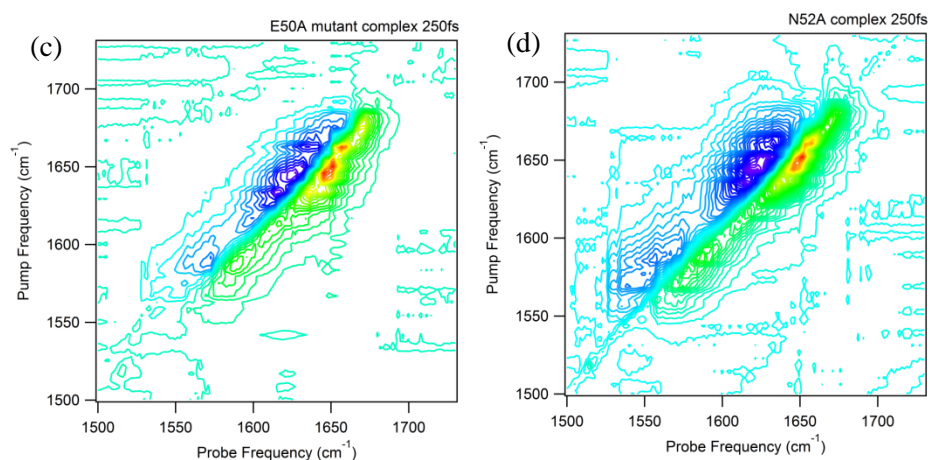 E50A mutant complex 250fs
(c)
1700
1650
1600
1550
1500
Pump Frequency (cm-1)
1500 1550 1600 1650 1700
Probe Frequency (cm-1)
N52A complex 250fs
(d)
1700
1650
1600
1550
1500
Pump Frequency (cm-1)
1500 1550 1600 1650 1700
Probe Frequency (cm-1)